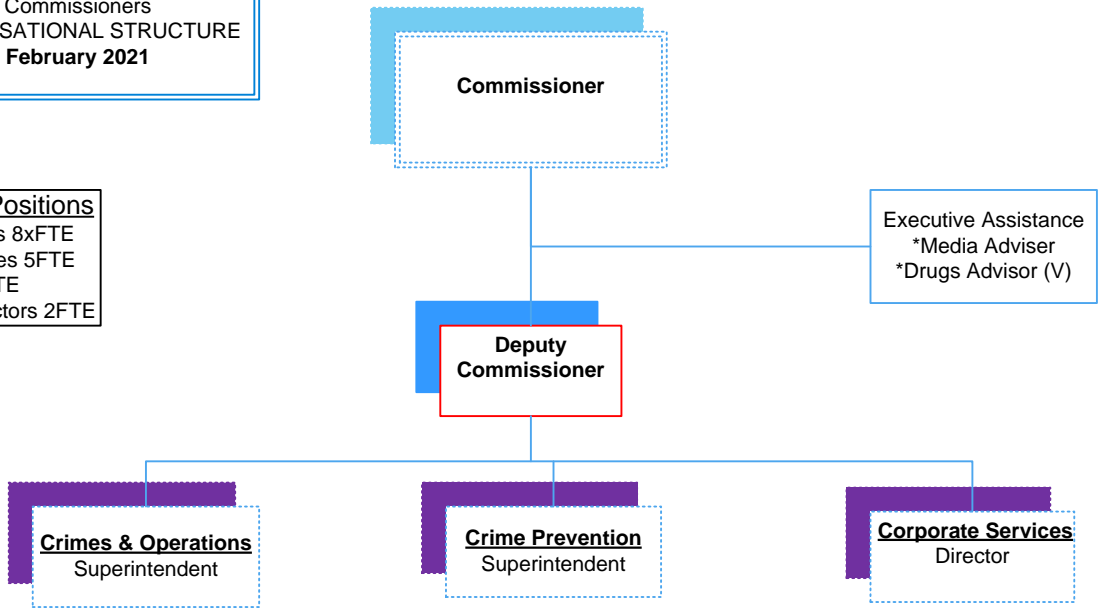 Commissioners
SATIONAL STRUCTURE
February 2021
Commissioner
Positions
s 8xFTE
es 5FTE
TE
ctors 2FTE
Executive Assistance
*Media Adviser
*Drugs Advisor (V)
Deputy
Commissioner
Crimes & Operations
Superintendent
Crime Prevention
Superintendent
Corporate Services
Director